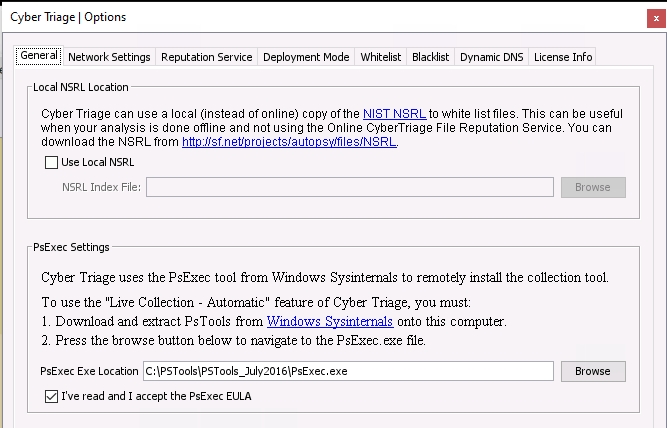 Cyber Triage | Options
x
General Network Settings Reputation Service Deployment Mode Whitelist Blacklist Dynamic DNS License Info
Local NSRL Location
Cyber Triage can use a local (instead of online) copy of the NIST NSRL to white list files. This can be useful
when your analysis is done offline and not using the Online CyberTriage File Reputation Service. You can
download the NSRL from http://sf.net/projects/autopsy/files/NSRL.
Use Local NSRL
NSRL Index File: Browse
PsExec Settings
Cyber Triage uses the PsExec tool from Windows Sysinternals to remotely install the collection tool.
To use the "Live Collection - Automatic" feature of Cyber Triage, you must:
1. Download and extract PsTools from Windows Sysinternals onto this computer.
2. Press the browse button below to navigate to the PsExec.exe file.
PsExec Exe Location C:\PSTools\PSTools_July2016\PsExec.exe Browse
I've read and I accept the PsExec EULA